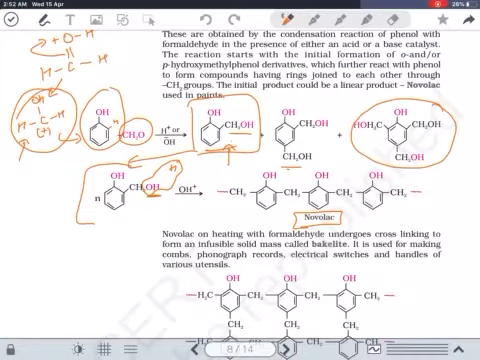 2:52 AM Wed 15 Apr
26%
These are obtained by the condensation reaction of phenol with
formaldehyde in the presence of either an acid or a base catalyst.
The reaction starts with the initial formation of o-and/or
p-hydroxymethylphenol derivatives, which further react with phenol
to form compounds having rings joined to each other through
–CH₂ groups. The initial product could be a linear product – Novolac
used in paints.
+ O – H
H – C – H
OH
H – C – H
(+)
OH
n
+CH₂O
H⁺ or
OH
OH
CH₂OH
+
OH
CH₂OH
CH₂OH
+
OH
HOH₂C
CH₂OH
CH₂OH
OH
CH₂OH
H
n
OH⁺
OH OH OH
CH₂ CH₂ CH₂ CH₂
Novolac
Novolac on heating with formaldehyde undergoes cross linking to
form an infusible solid mass called bakelite. It is used for making
combs, phonograph records, electrical switches and handles of
various utensils.
OH OH OH
H₂C CH₂ CH₂ CH₂
CH₂ CH₂ CH₂
8 / 14